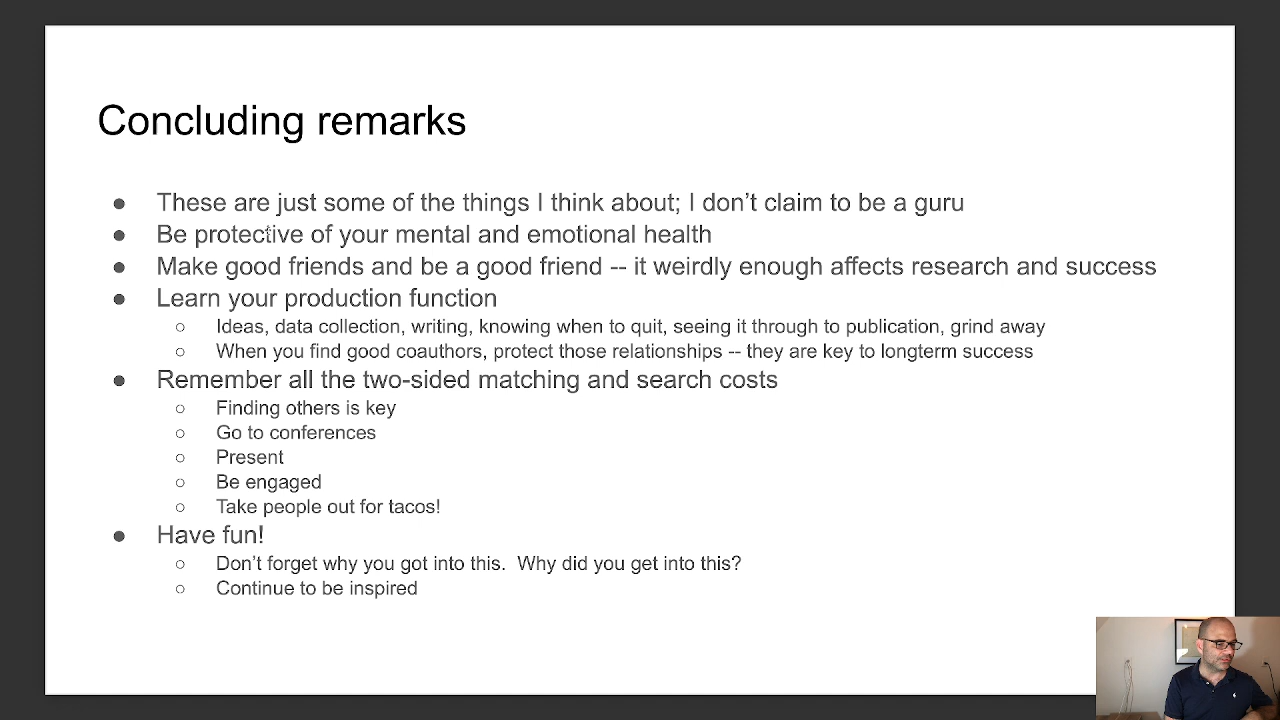 Concluding remarks
● These are just some of the things I think about; I don’t claim to be a guru
● Be protective of your mental and emotional health
● Make good friends and be a good friend -- it weirdly enough affects research and success
● Learn your production function
○ Ideas, data collection, writing, knowing when to quit, seeing it through to publication, grind away
○ When you find good coauthors, protect those relationships -- they are key to longterm success
● Remember all the two-sided matching and search costs
○ Finding others is key
○ Go to conferences
○ Present
○ Be engaged
○ Take people out for tacos!
● Have fun!
○ Don’t forget why you got into this.  Why did you get into this?
○ Continue to be inspired